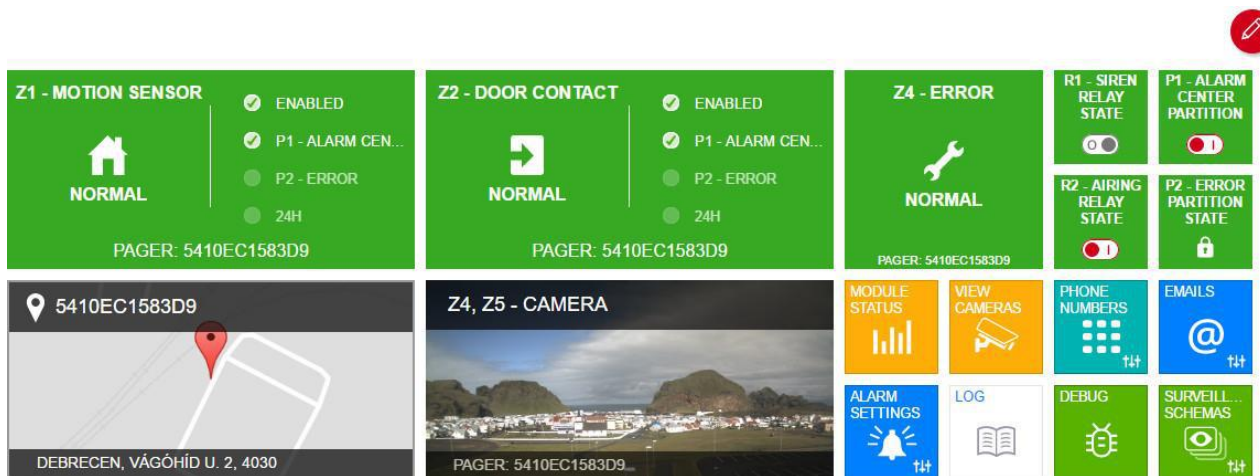 Z1 - MOTION SENSOR
ENABLED
P1 - ALARM CEN...
P2 - ERROR
24H
NORMAL
PAGER: 5410EC1583D9
Z2 - DOOR CONTACT
ENABLED
P1 - ALARM CEN...
P2 - ERROR
24H
NORMAL
PAGER: 5410EC1583D9
Z4 - ERROR
NORMAL
PAGER: 5410EC1583D9
R1 - SIREN
RELAY
STATE
O
P1 - ALARM
CENTER
PARTITION
I
R2 - AIRING
RELAY
STATE
I
P2 - ERROR
PARTITION
STATE
5410EC1583D9
DEBRECEN, VÁGÓHÍD U. 2, 4030
Z4, Z5 - CAMERA
PAGER: 5410EC1583D9
MODULE
STATUS
VIEW
CAMERAS
PHONE
NUMBERS
EMAILS
@
ALARM
SETTINGS
LOG
DEBUG
SURVEILL...
SCHEMAS